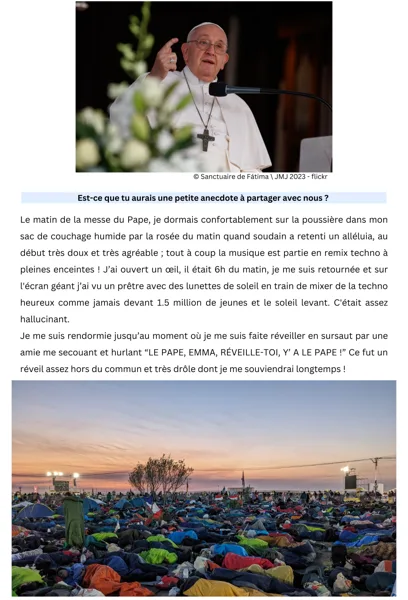 © Sanctuaire de Fátima \ JMJ 2023 - flickr
Est-ce que tu aurais une petite anecdote à partager avec nous ?
Le matin de la messe du Pape, je dormais confortablement sur la poussière dans mon
sac de couchage humide par la rosée du matin quand soudain a retenti un alléluia, au
début très doux et très agréable ; tout à coup la musique est partie en remix techno à
pleines enceintes ! J'ai ouvert un œil, il était 6h du matin, je me suis retournée et sur
l'écran géant j'ai vu un prêtre avec des lunettes de soleil en train de mixer de la techno
heureux comme jamais devant 1.5 million de jeunes et le soleil levant. C'était assez
hallucinant.
Je me suis rendormie jusqu'au moment où je me suis faite réveiller en sursaut par une
amie me secouant et hurlant “LE PAPE, EMMA, RÉVEILLE-TOI, Y' A LE PAPE !” Ce fut un
réveil assez hors du commun et très drôle dont je me souviendrai longtemps !